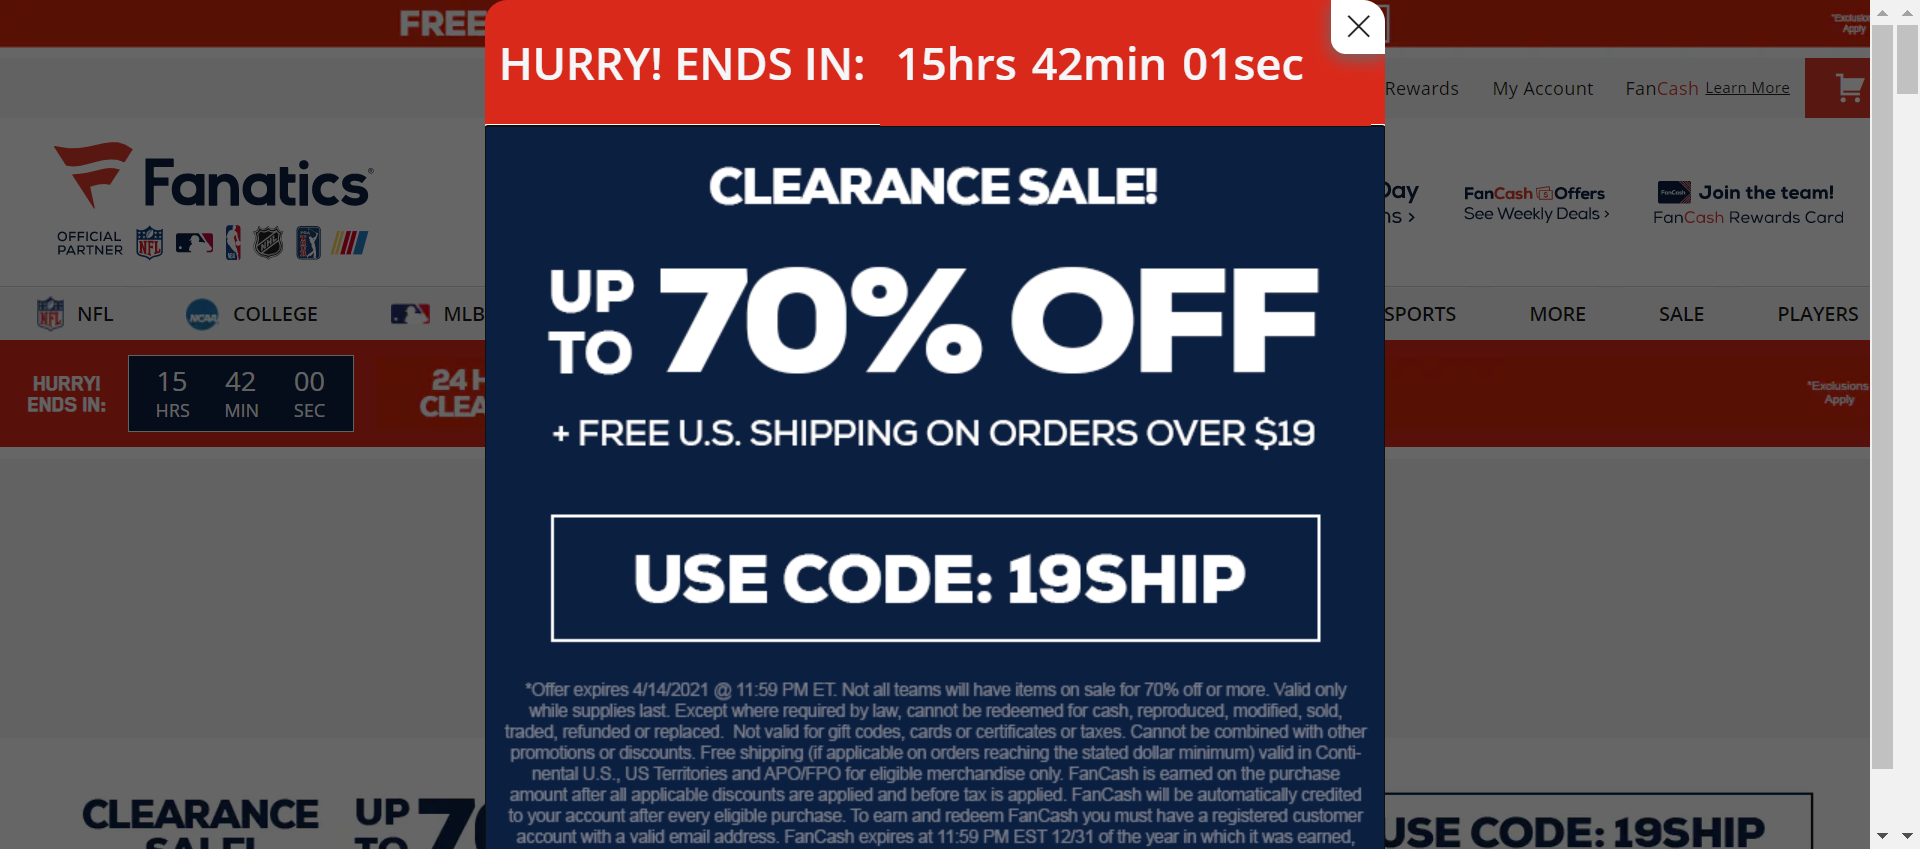 FREE
*Exclusions
Apply
Rewards
My Account
FanCash Learn More
Fanatics
OFFICIAL
PARTNER
Day
FanCash Offers
See Weekly Deals >
Join the team!
FanCash Rewards Card
NFL
COLLEGE
MLB
SPORTS
MORE
SALE
PLAYERS
HURRY!
ENDS IN:
15 42 00
HRS MIN SEC
24 H
CLEA
*Exclusions
Apply
HURRY! ENDS IN: 15hrs 42min 01sec
CLEARANCE SALE!
UP TO 70% OFF
+ FREE U.S. SHIPPING ON ORDERS OVER $19
USE CODE: 19SHIP
*Offer expires 4/14/2021 @ 11:59 PM ET. Not all teams will have items on sale for 70% off or more. Valid only
while supplies last. Except where required by law, cannot be redeemed for cash, reproduced, modified, sold,
traded, refunded or replaced. Not valid for gift codes, cards or certificates or taxes. Cannot be combined with other
promotions or discounts. Free shipping (if applicable on orders reaching the stated dollar minimum) valid in Conti-
nental U.S., US Territories and APO/FPO for eligible merchandise only. FanCash is earned on the purchase
amount after all applicable discounts are applied and before tax is applied. FanCash will be automatically credited
to your account after every eligible purchase. To earn and redeem FanCash you must have a registered customer
account with a valid email address. FanCash expires at 11:59 PM EST 12/31 of the year in which it was earned,
CLEARANCE
SALE!
UP
TO
70
USE CODE: 19SHIP